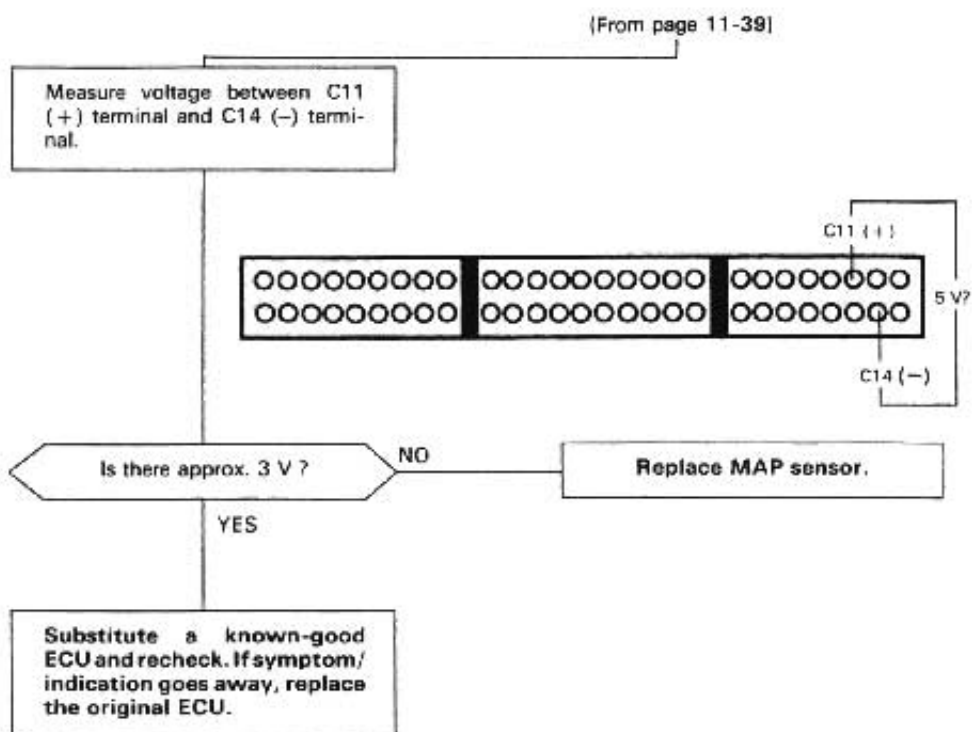 (From page 11-39)
Measure voltage between C11
(+) terminal and C14 (–) termi-
nal.
C11 (+)
5 V?
C14 (—)
Is there approx. 3 V ?
NO
Replace MAP sensor.
YES
Substitute a known-good
ECU and recheck. If symptom/
indication goes away, replace
the original ECU.